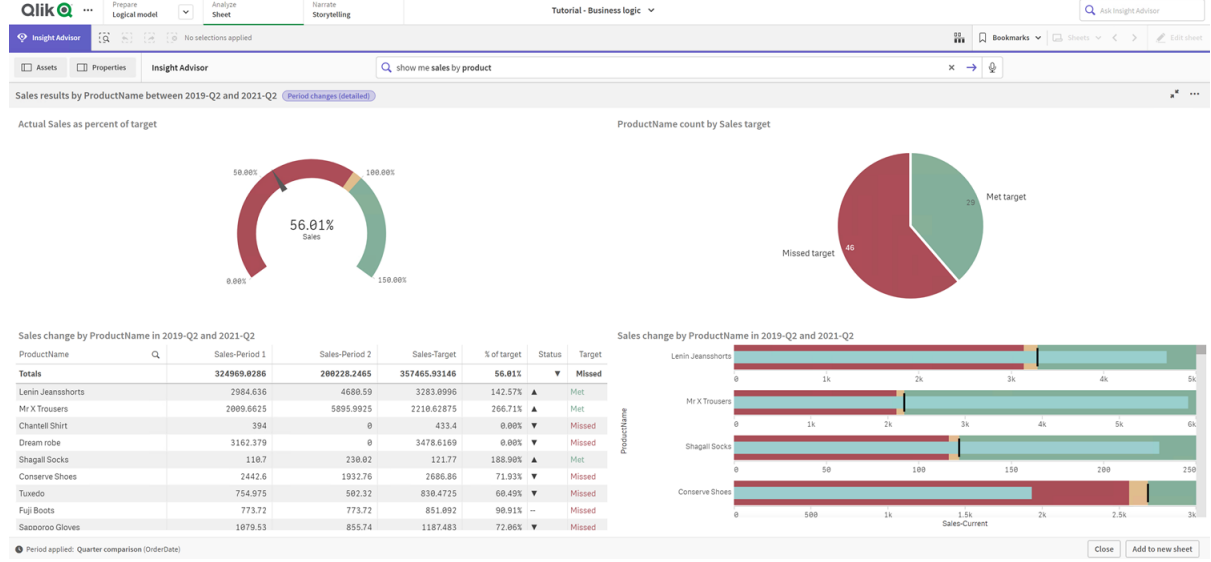 Qlik
Prepare
Logical model
Analyze
Sheet
Narrate
Storytelling
Tutorial - Business logic
Ask Insight Advisor
Insight Advisor
No selections applied
Bookmarks
Sheets
Edit sheet
Assets
Properties
Insight Advisor
show me sales by product
Sales results by ProductName between 2019-Q2 and 2021-Q2 Period changes (detailed)
Actual Sales as percent of target
50.00%
100.00%
56.01%
Sales
0.00%
150.00%
ProductName count by Sales target
29
Met target
46
Missed target
Sales change by ProductName in 2019-Q2 and 2021-Q2
ProductName Sales-Period 1 Sales-Period 2 Sales-Target % of target Status Target
Totals 324969.0286 200228.2465 357465.93146 56.01% ▼ Missed
Lenin Jeansshorts 2984.636 4680.59 3283.0996 142.57% ▲ Met
Mr X Trousers 2009.6625 5895.9925 2210.62875 266.71% ▲ Met
Chantell Shirt 394 0 433.4 0.00% ▼ Missed
Dream robe 3162.379 0 3478.6169 0.00% ▼ Missed
Shagall Socks 110.7 230.02 121.77 188.90% ▲ Met
Conserve Shoes 2442.6 1932.76 2686.86 71.93% ▼ Missed
Tuxedo 754.975 502.32 830.4725 60.49% ▼ Missed
Fuji Boots 773.72 773.72 851.092 90.91% -- Missed
Sapporoo Gloves 1079.53 855.74 1187.483 72.06% ▼ Missed
Sales change by ProductName in 2019-Q2 and 2021-Q2
ProductName
Lenin Jeansshorts
0 1k 2k 3k 4k 5k
Mr X Trousers
0 1k 2k 3k 4k 5k 6k
Shagall Socks
0 50 100 150 200 250
Conserve Shoes
0 500 1k 1.5k 2k 2.5k 3k
Sales-Current
Period applied: Quarter comparison (OrderDate)
Close
Add to new sheet